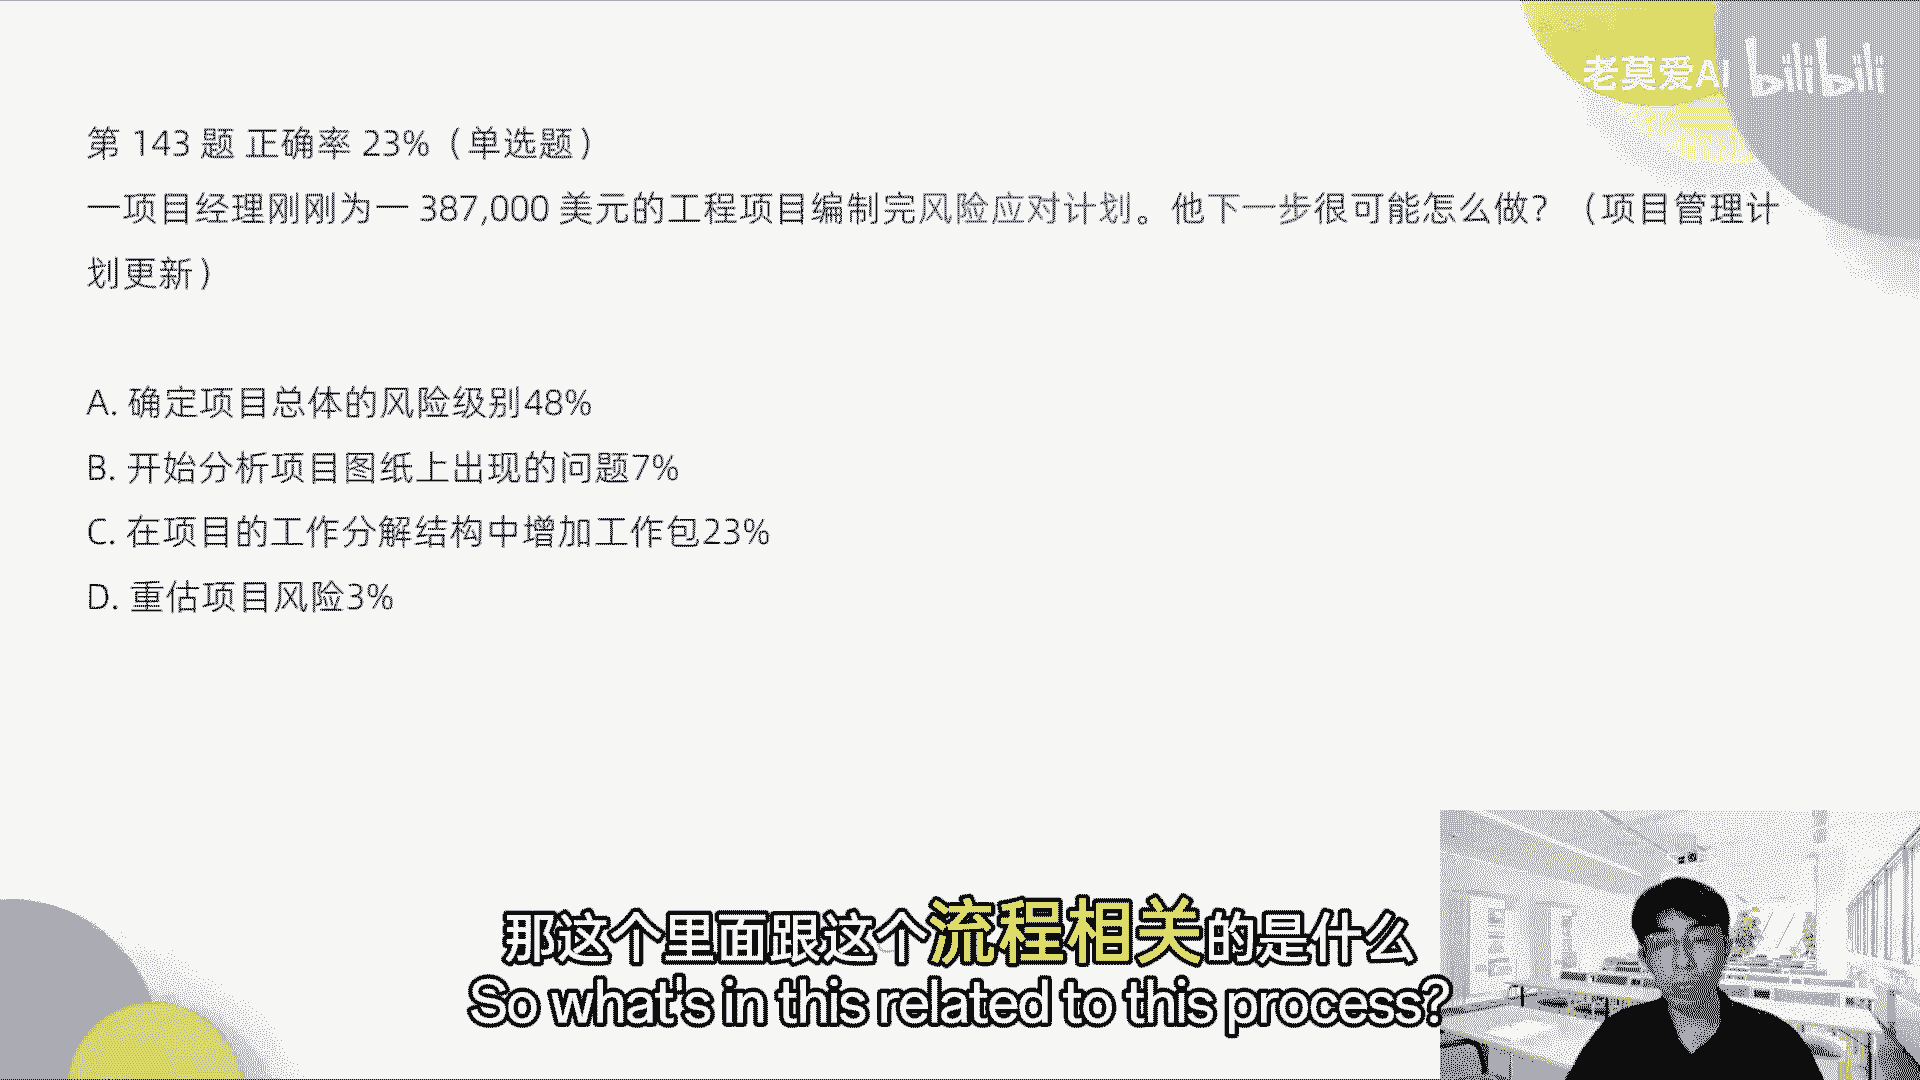 老莫爱AI bilibili
第 143 题 正确率 23%（单选题）
一项目经理刚刚为一 387,000 美元的工程项目编制完风险应对计划。他下一步很可能怎么做？（项目管理计
划更新）
A. 确定项目总体的风险级别48%
B. 开始分析项目图纸上出现的问题7%
C. 在项目的工作分解结构中增加工作包23%
D. 重估项目风险3%
那这个里面跟这个流程相关的是什么
So what's in this related to this process?